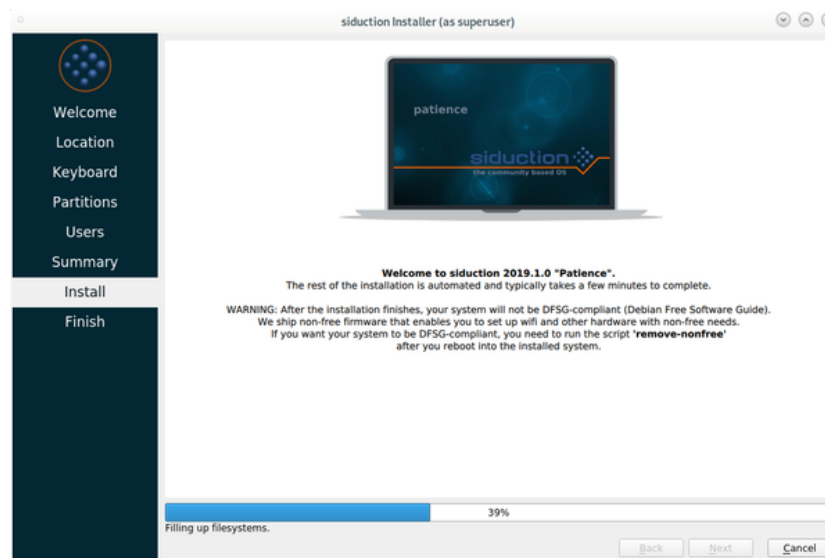 siduction Installer (as superuser)
Welcome
Location
Keyboard
Partitions
Users
Summary
Install
Finish
patience
siduction
the community based OS
Welcome to siduction 2019.1.0 "Patience".
The rest of the installation is automated and typically takes a few minutes to complete.
WARNING: After the installation finishes, your system will not be DFSG-compliant (Debian Free Software Guide).
We ship non-free firmware that enables you to set up wifi and other hardware with non-free needs.
If you want your system to be DFSG-compliant, you need to run the script 'remove-nonfree'
after you reboot into the installed system.
39%
Filling up filesystems.
Back
Next
Cancel